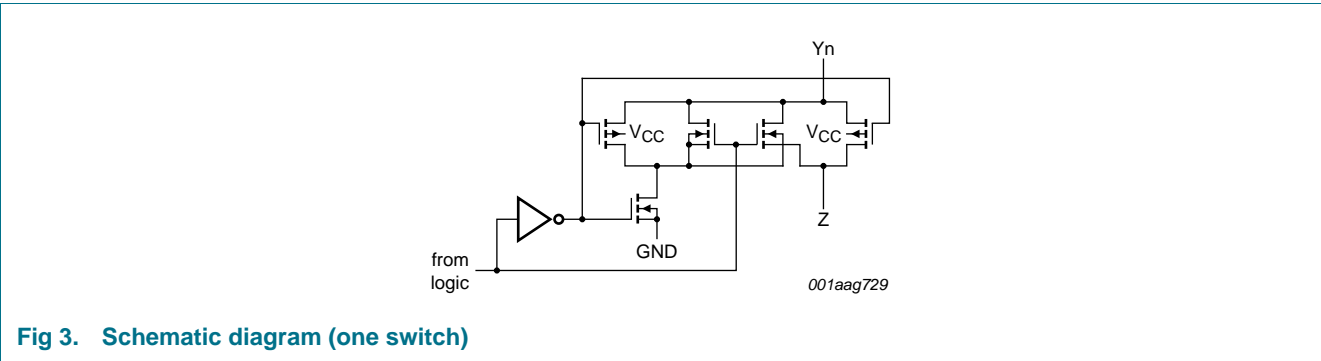 Yn
VCC
VCC
Z
GND
from
logic
001aag729
Fig 3. Schematic diagram (one switch)